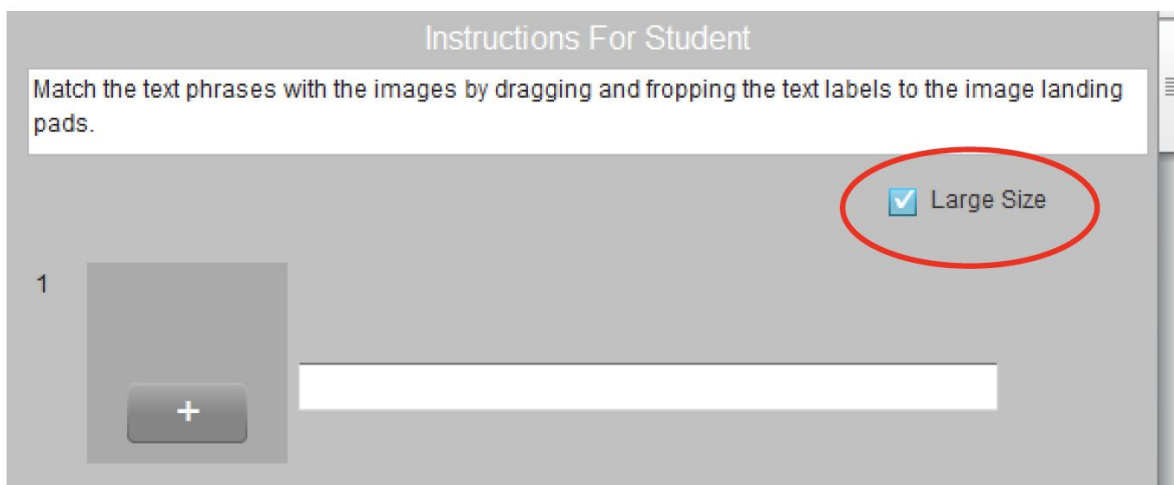 Instructions For Student
Match the text phrases with the images by dragging and fropping the text labels to the image landing
pads.
Large Size
1
+